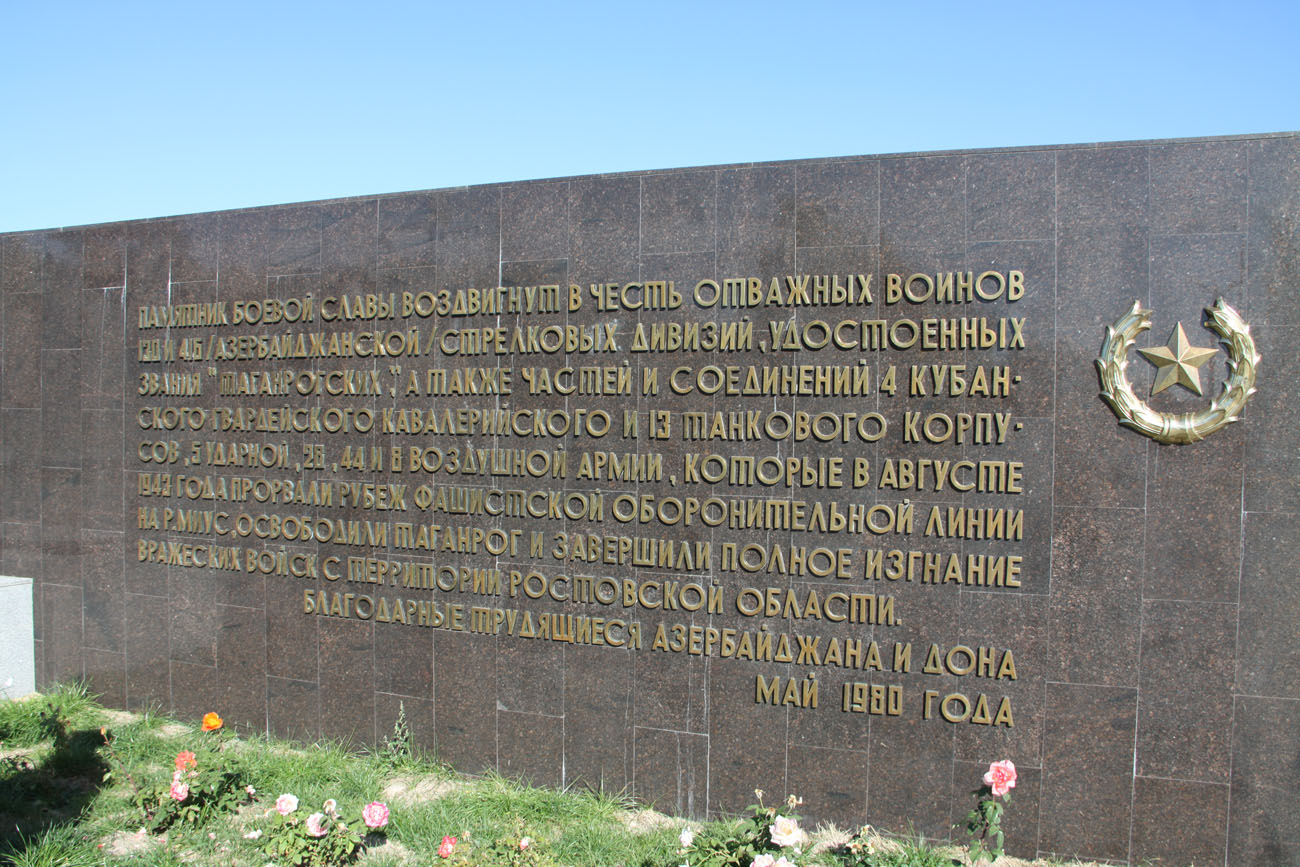 ПАМЯТНИК БОЕВОЙ СЛАВЫ ВОЗДВИГНУТ В ЧЕСТЬ ОТВАЖНЫХ ВОИНОВ
130 И 416 /АЗЕРБАЙДЖАНСКОЙ/ СТРЕЛКОВЫХ ДИВИЗИЙ, УДОСТОЕННЫХ
ЗВАНИЯ "ТАГАНРОГСКИХ", А ТАКЖЕ ЧАСТЕЙ И СОЕДИНЕНИЙ 4 КУБАН-
СКОГО ГВАРДЕЙСКОГО КАВАЛЕРИЙСКОГО И 13 ТАНКОВОГО КОРПУ-
СОВ, 5 УДАРНОЙ, 28, 44 И 8 ВОЗДУШНОЙ АРМИИ, КОТОРЫЕ В АВГУСТЕ
1943 ГОДА ПРОРВАЛИ РУБЕЖ ФАШИСТСКОЙ ОБОРОНИТЕЛЬНОЙ ЛИНИИ
НА Р. МИУС, ОСВОБОДИЛИ ТАГАНРОГ И ЗАВЕРШИЛИ ПОЛНОЕ ИЗГНАНИЕ
ВРАЖЕСКИХ ВОЙСК С ТЕРРИТОРИИ РОСТОВСКОЙ ОБЛАСТИ.
БЛАГОДАРНЫЕ ТРУДЯЩИЕСЯ АЗЕРБАЙДЖАНА И ДОНА
МАЙ 1980 ГОДА